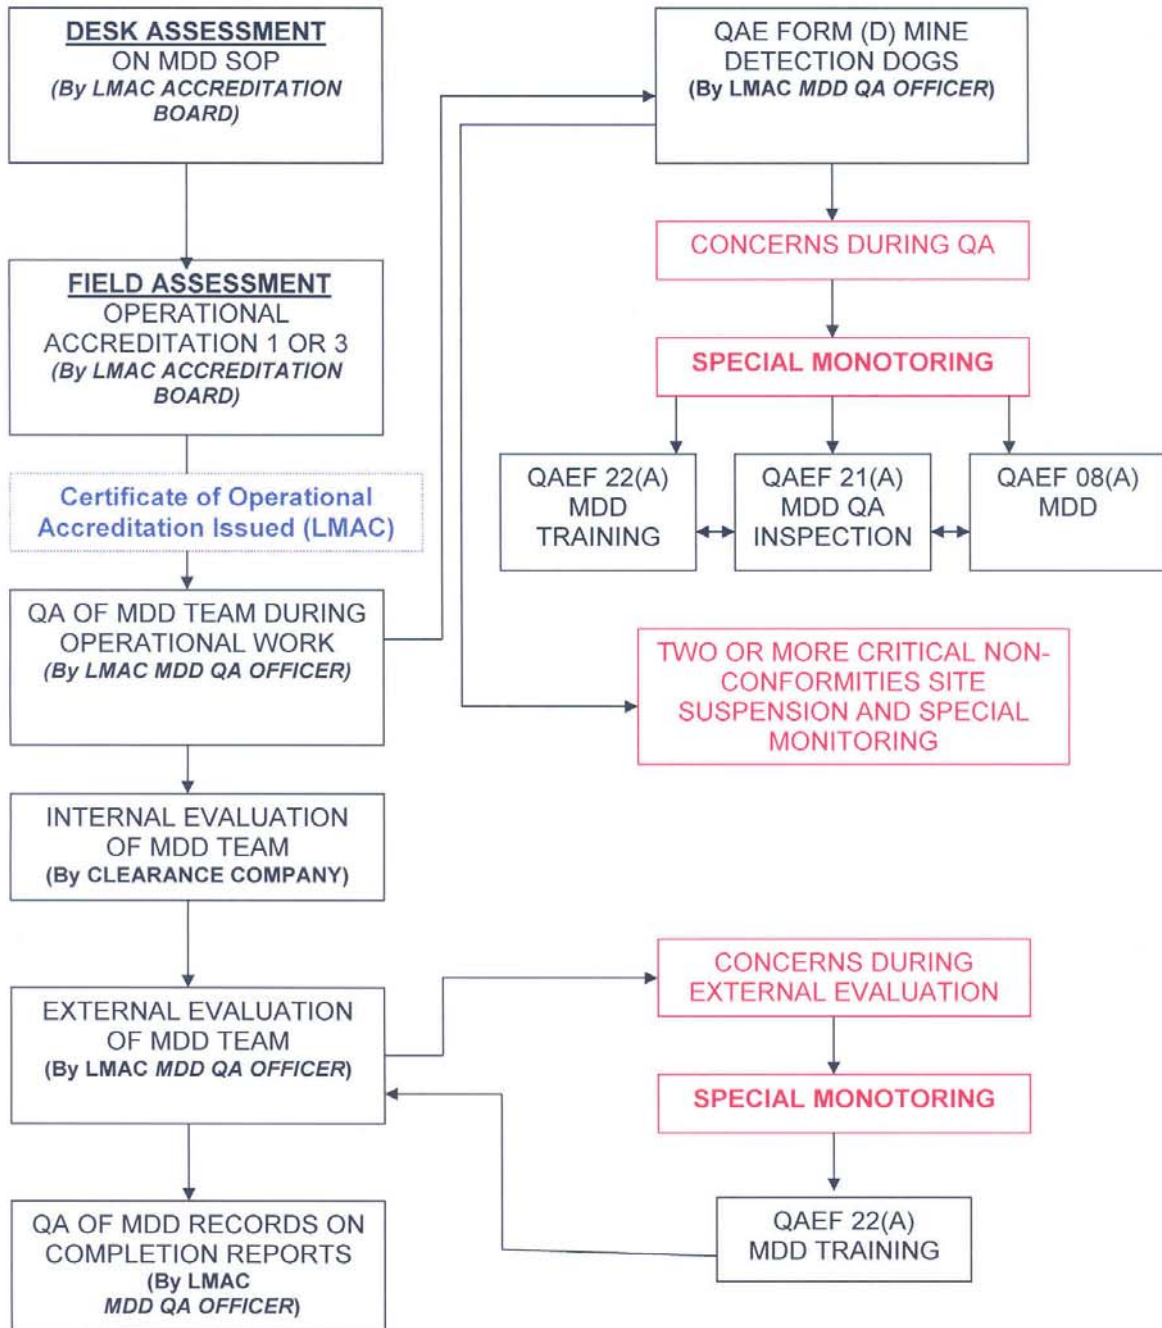 DESK ASSESSMENT
ON MDD SOP
(By LMAC ACCREDITATION
BOARD)
FIELD ASSESSMENT
OPERATIONAL
ACCREDITATION 1 OR 3
(By LMAC ACCREDITATION
BOARD)
Certificate of Operational
Accreditation Issued (LMAC)
QA OF MDD TEAM DURING
OPERATIONAL WORK
(By LMAC MDD QA OFFICER)
INTERNAL EVALUATION
OF MDD TEAM
(By CLEARANCE COMPANY)
EXTERNAL EVALUATION
OF MDD TEAM
(By LMAC MDD QA OFFICER)
QA OF MDD RECORDS ON
COMPLETION REPORTS
(By LMAC
MDD QA OFFICER)
QAE FORM (D) MINE
DETECTION DOGS
(By LMAC MDD QA OFFICER)
CONCERNS DURING QA
SPECIAL MONOTORING
QAEF 22(A)
MDD
TRAINING
QAEF 21(A)
MDD QA
INSPECTION
QAEF 08(A)
MDD
TWO OR MORE CRITICAL NON-
CONFORMITIES SITE
SUSPENSION AND SPECIAL
MONITORING
CONCERNS DURING
EXTERNAL EVALUATION
SPECIAL MONOTORING
QAEF 22(A)
MDD TRAINING